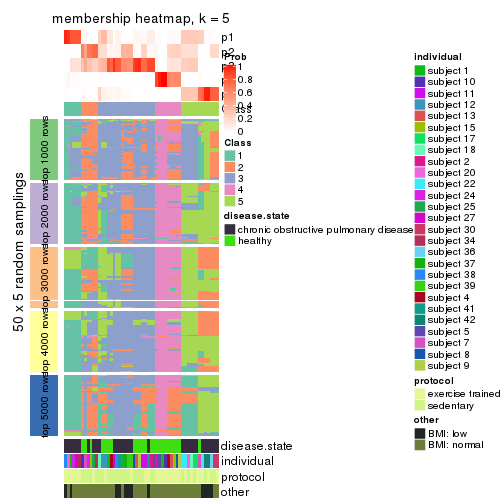 membership heatmap, k = 5
p1
p2
p3
Prob
1
0.8
0.6
0.4
0.2
0
Class
1
2
3
4
5
disease.state
chronic obstructive pulmonary disease
healthy
50 x 5 random samplings
top 1000 rows
top 2000 rows
top 3000 rows
top 4000 rows
top 5000 rows
disease.state
individual
protocol
other
individual
subject 1
subject 10
subject 11
subject 12
subject 13
subject 15
subject 17
subject 18
subject 2
subject 20
subject 22
subject 24
subject 25
subject 27
subject 30
subject 34
subject 36
subject 37
subject 38
subject 39
subject 4
subject 41
subject 42
subject 5
subject 7
subject 8
subject 9
protocol
exercise trained
sedentary
other
BMI: low
BMI: normal